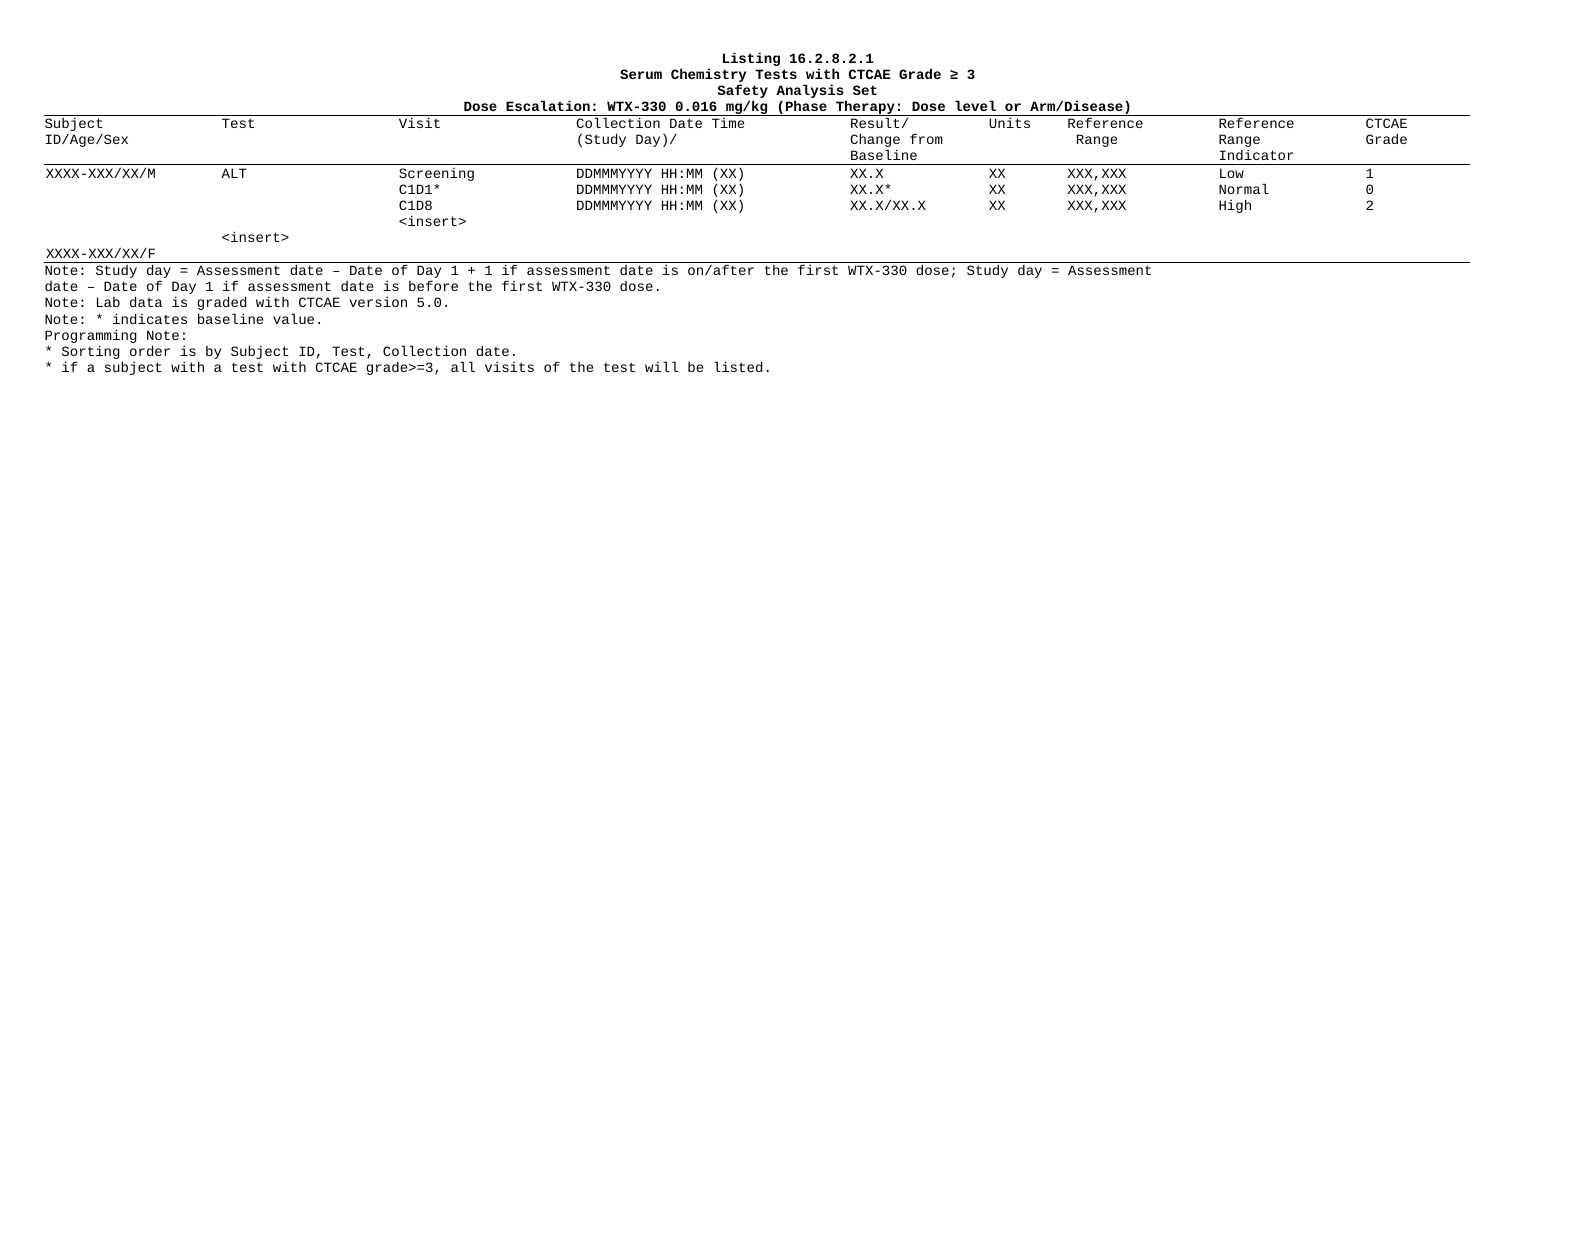 Listing 16.2.8.2.1
Serum Chemistry Tests with CTCAE Grade ≥ 3
Safety Analysis Set
Dose Escalation: WTX-330 0.016 mg/kg (Phase Therapy: Dose level or Arm/Disease)
Subject Test Visit Collection Date Time Result/ Units Reference Reference CTCAE
ID/Age/Sex (Study Day)/ Change from Range Range Grade
Baseline Indicator
XXXX-XXX/XX/M ALT Screening DDMMMYYYY HH:MM (XX) XX.X XX XXX,XXX Low 1
C1D1* DDMMMYYYY HH:MM (XX) XX.X* XX XXX,XXX Normal 0
C1D8 DDMMMYYYY HH:MM (XX) XX.X/XX.X XX XXX,XXX High 2
<insert>
<insert>
XXXX-XXX/XX/F
Note: Study day = Assessment date – Date of Day 1 + 1 if assessment date is on/after the first WTX-330 dose; Study day = Assessment
date – Date of Day 1 if assessment date is before the first WTX-330 dose.
Note: Lab data is graded with CTCAE version 5.0.
Note: * indicates baseline value.
Programming Note:
* Sorting order is by Subject ID, Test, Collection date.
* if a subject with a test with CTCAE grade>=3, all visits of the test will be listed.